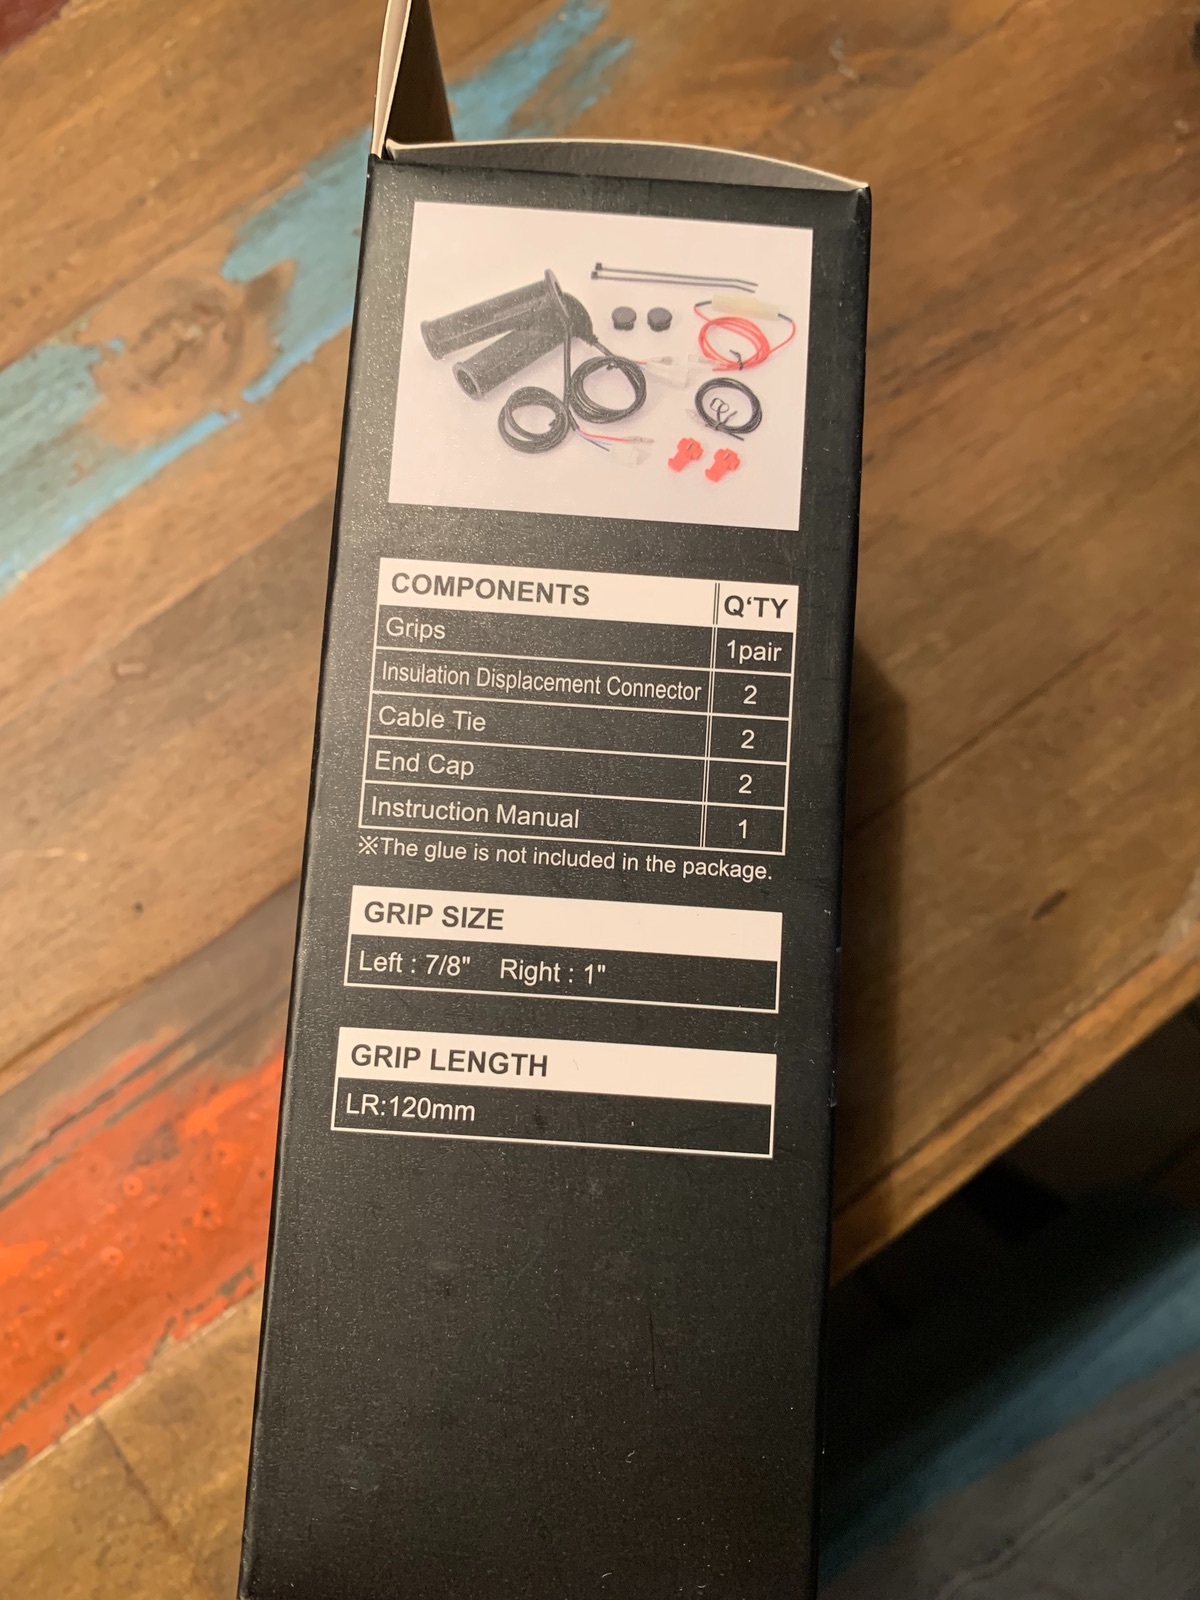 COMPONENTS Q‘TY
Grips 1pair
Insulation Displacement Connector 2
Cable Tie 2
End Cap 2
Instruction Manual 1
※The glue is not included in the package.
GRIP SIZE
Left : 7/8" Right : 1"
GRIP LENGTH
LR:120mm